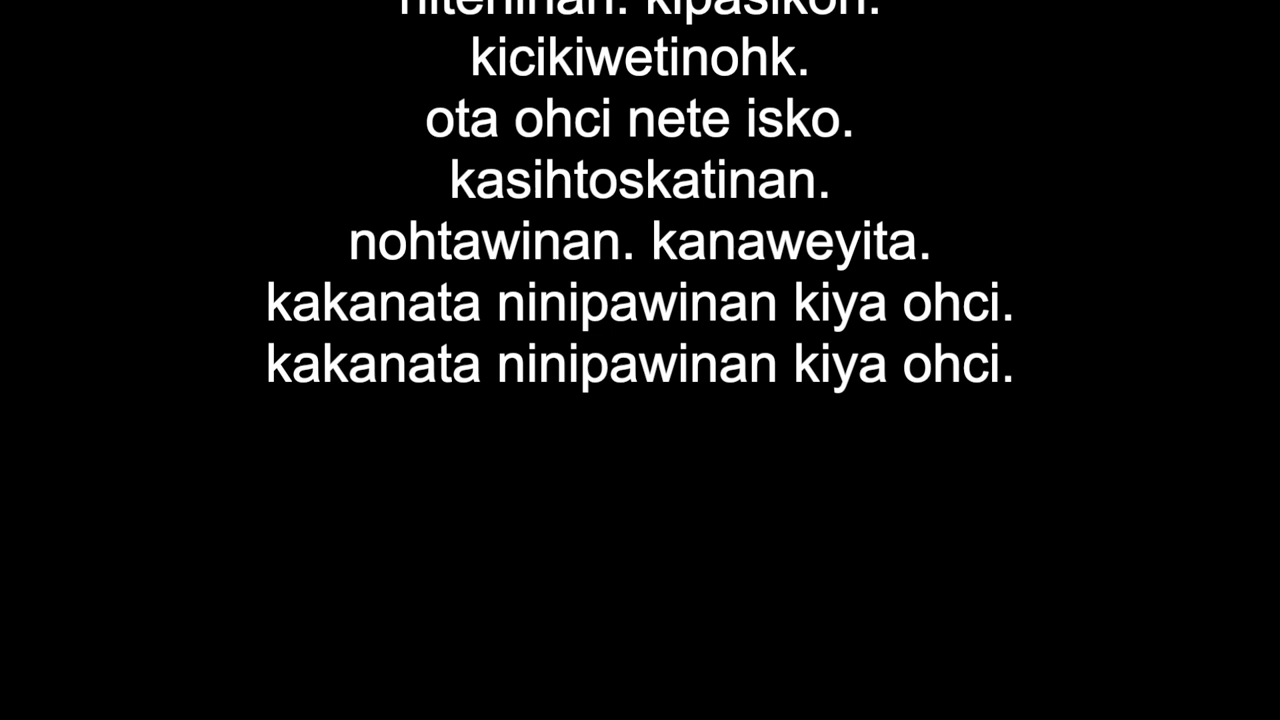 kicikiwetinohk.
ota ohci nete isko.
kasihtoskatinan.
nohtawinan. kanaweyita.
kakanata ninipawinan kiya ohci.
kakanata ninipawinan kiya ohci.